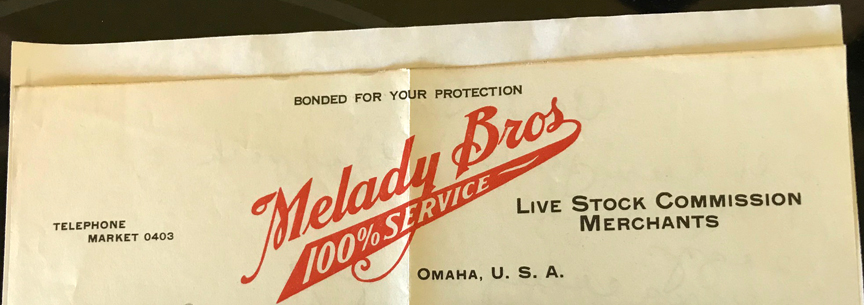 BONDED FOR YOUR PROTECTION
Melady Bros
100% SERVICE
TELEPHONE
MARKET 0403
LIVE STOCK COMMISSION
MERCHANTS
OMAHA, U. S. A.